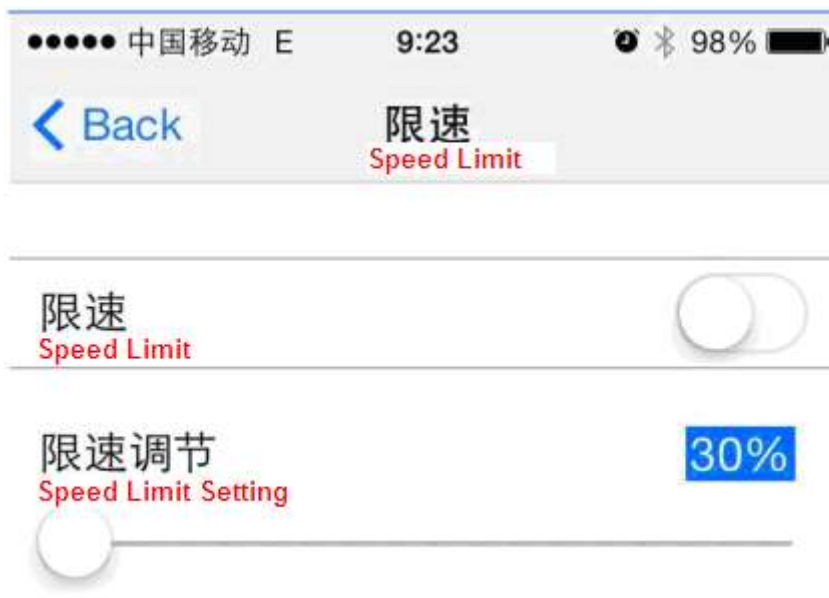 ●●●●● 中国移动 E 9:23 98%
Back 限速
Speed Limit
限速
Speed Limit
限速调节 30%
Speed Limit Setting